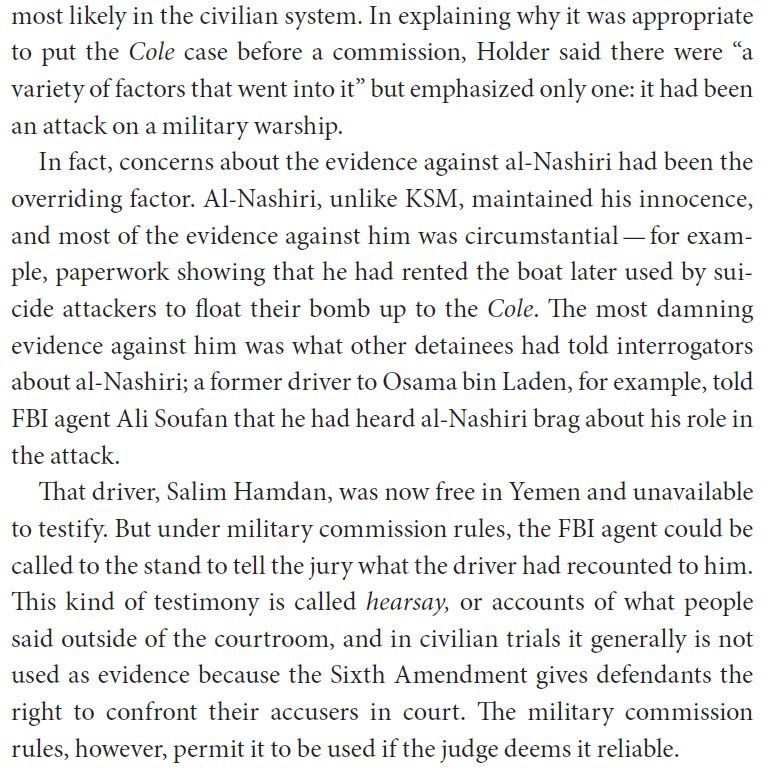 most likely in the civilian system. In explaining why it was appropriate
to put the Cole case before a commission, Holder said there were “a
variety of factors that went into it” but emphasized only one: it had been
an attack on a military warship.
In fact, concerns about the evidence against al-Nashiri had been the
overriding factor. Al-Nashiri, unlike KSM, maintained his innocence,
and most of the evidence against him was circumstantial — for exam-
ple, paperwork showing that he had rented the boat later used by sui-
cide attackers to float their bomb up to the Cole. The most damning
evidence against him was what other detainees had told interrogators
about al-Nashiri; a former driver to Osama bin Laden, for example, told
FBI agent Ali Soufan that he had heard al-Nashiri brag about his role in
the attack.
That driver, Salim Hamdan, was now free in Yemen and unavailable
to testify. But under military commission rules, the FBI agent could be
called to the stand to tell the jury what the driver had recounted to him.
This kind of testimony is called hearsay, or accounts of what people
said outside of the courtroom, and in civilian trials it generally is not
used as evidence because the Sixth Amendment gives defendants the
right to confront their accusers in court. The military commission
rules, however, permit it to be used if the judge deems it reliable.